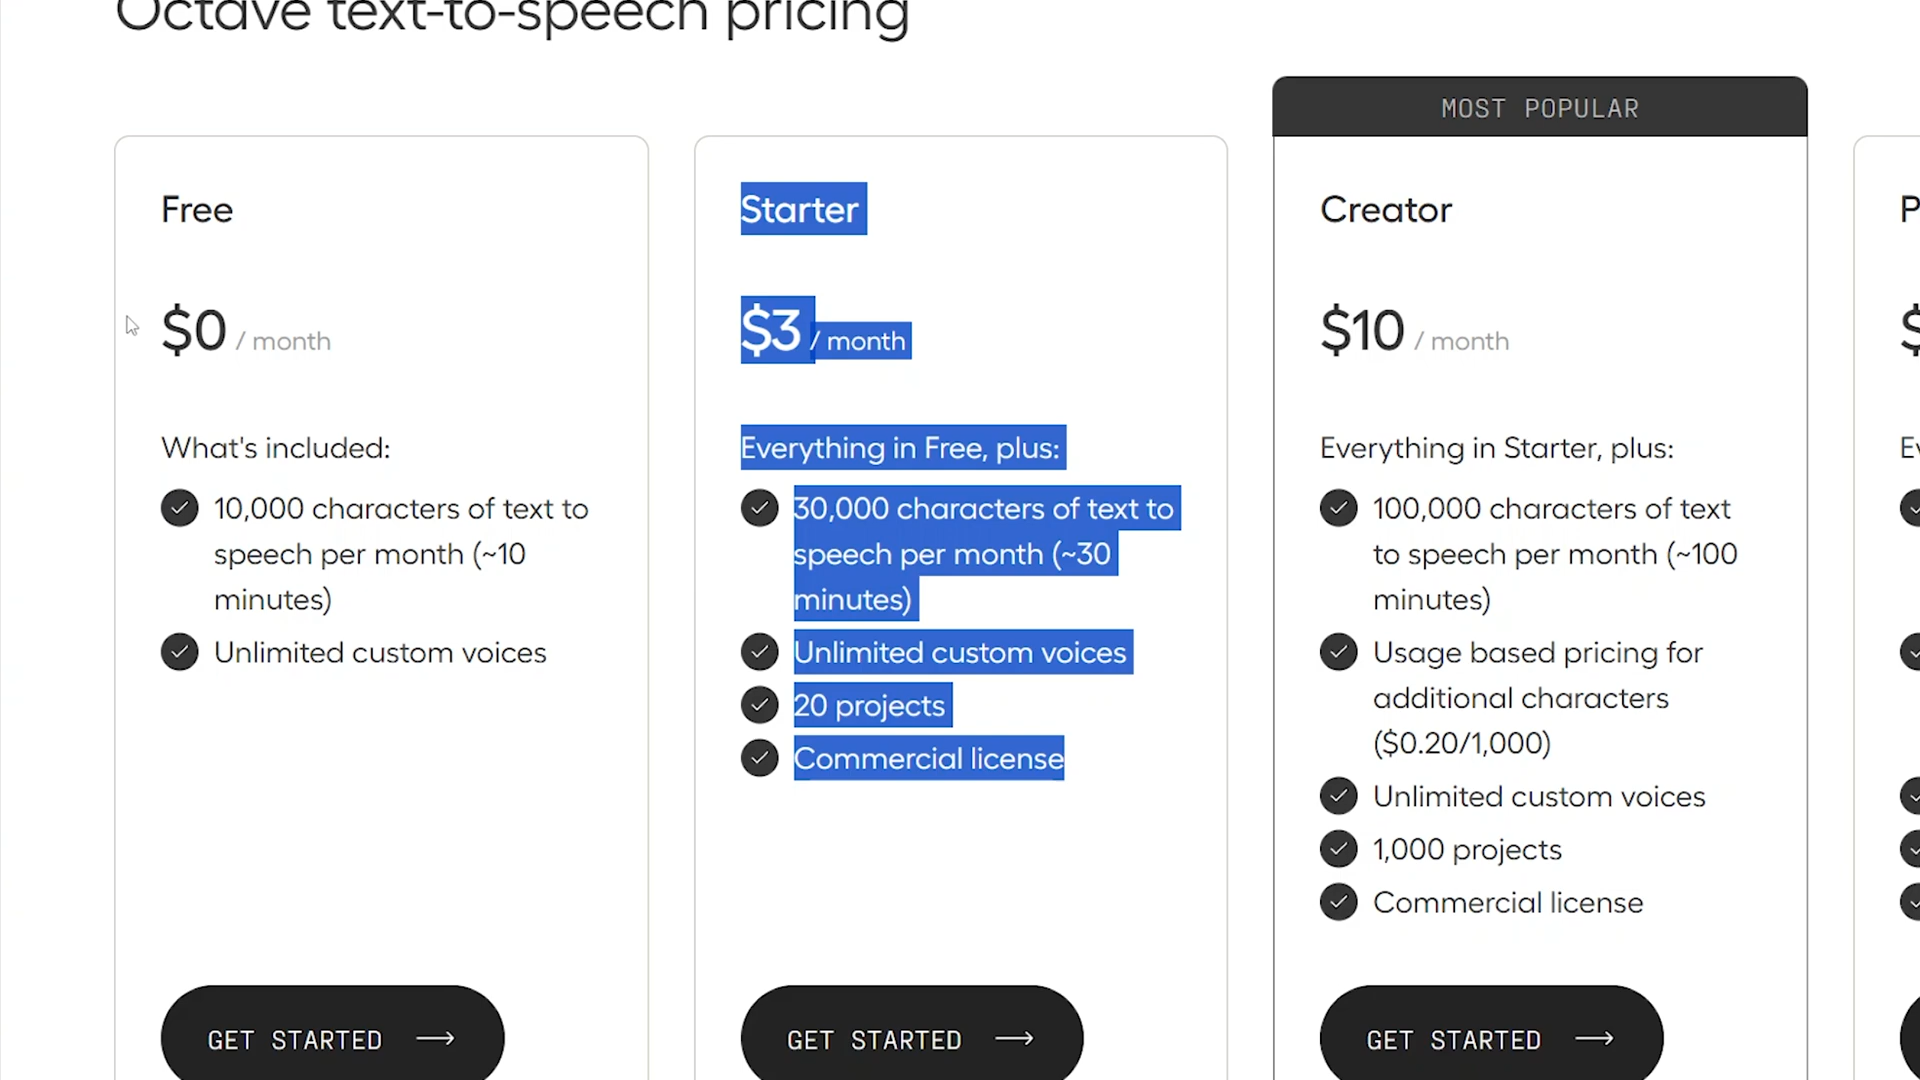 Octave text-to-speech pricing
MOST POPULAR
Free
$0 / month
What's included:
10,000 characters of text to
speech per month (~10
minutes)
Unlimited custom voices
GET STARTED
Starter
$3 / month
Everything in Free, plus:
30,000 characters of text to
speech per month (~30
minutes)
Unlimited custom voices
20 projects
Commercial license
GET STARTED
Creator
$10 / month
Everything in Starter, plus:
100,000 characters of text
to speech per month (~100
minutes)
Usage based pricing for
additional characters
($0.20/1,000)
Unlimited custom voices
1,000 projects
Commercial license
GET STARTED